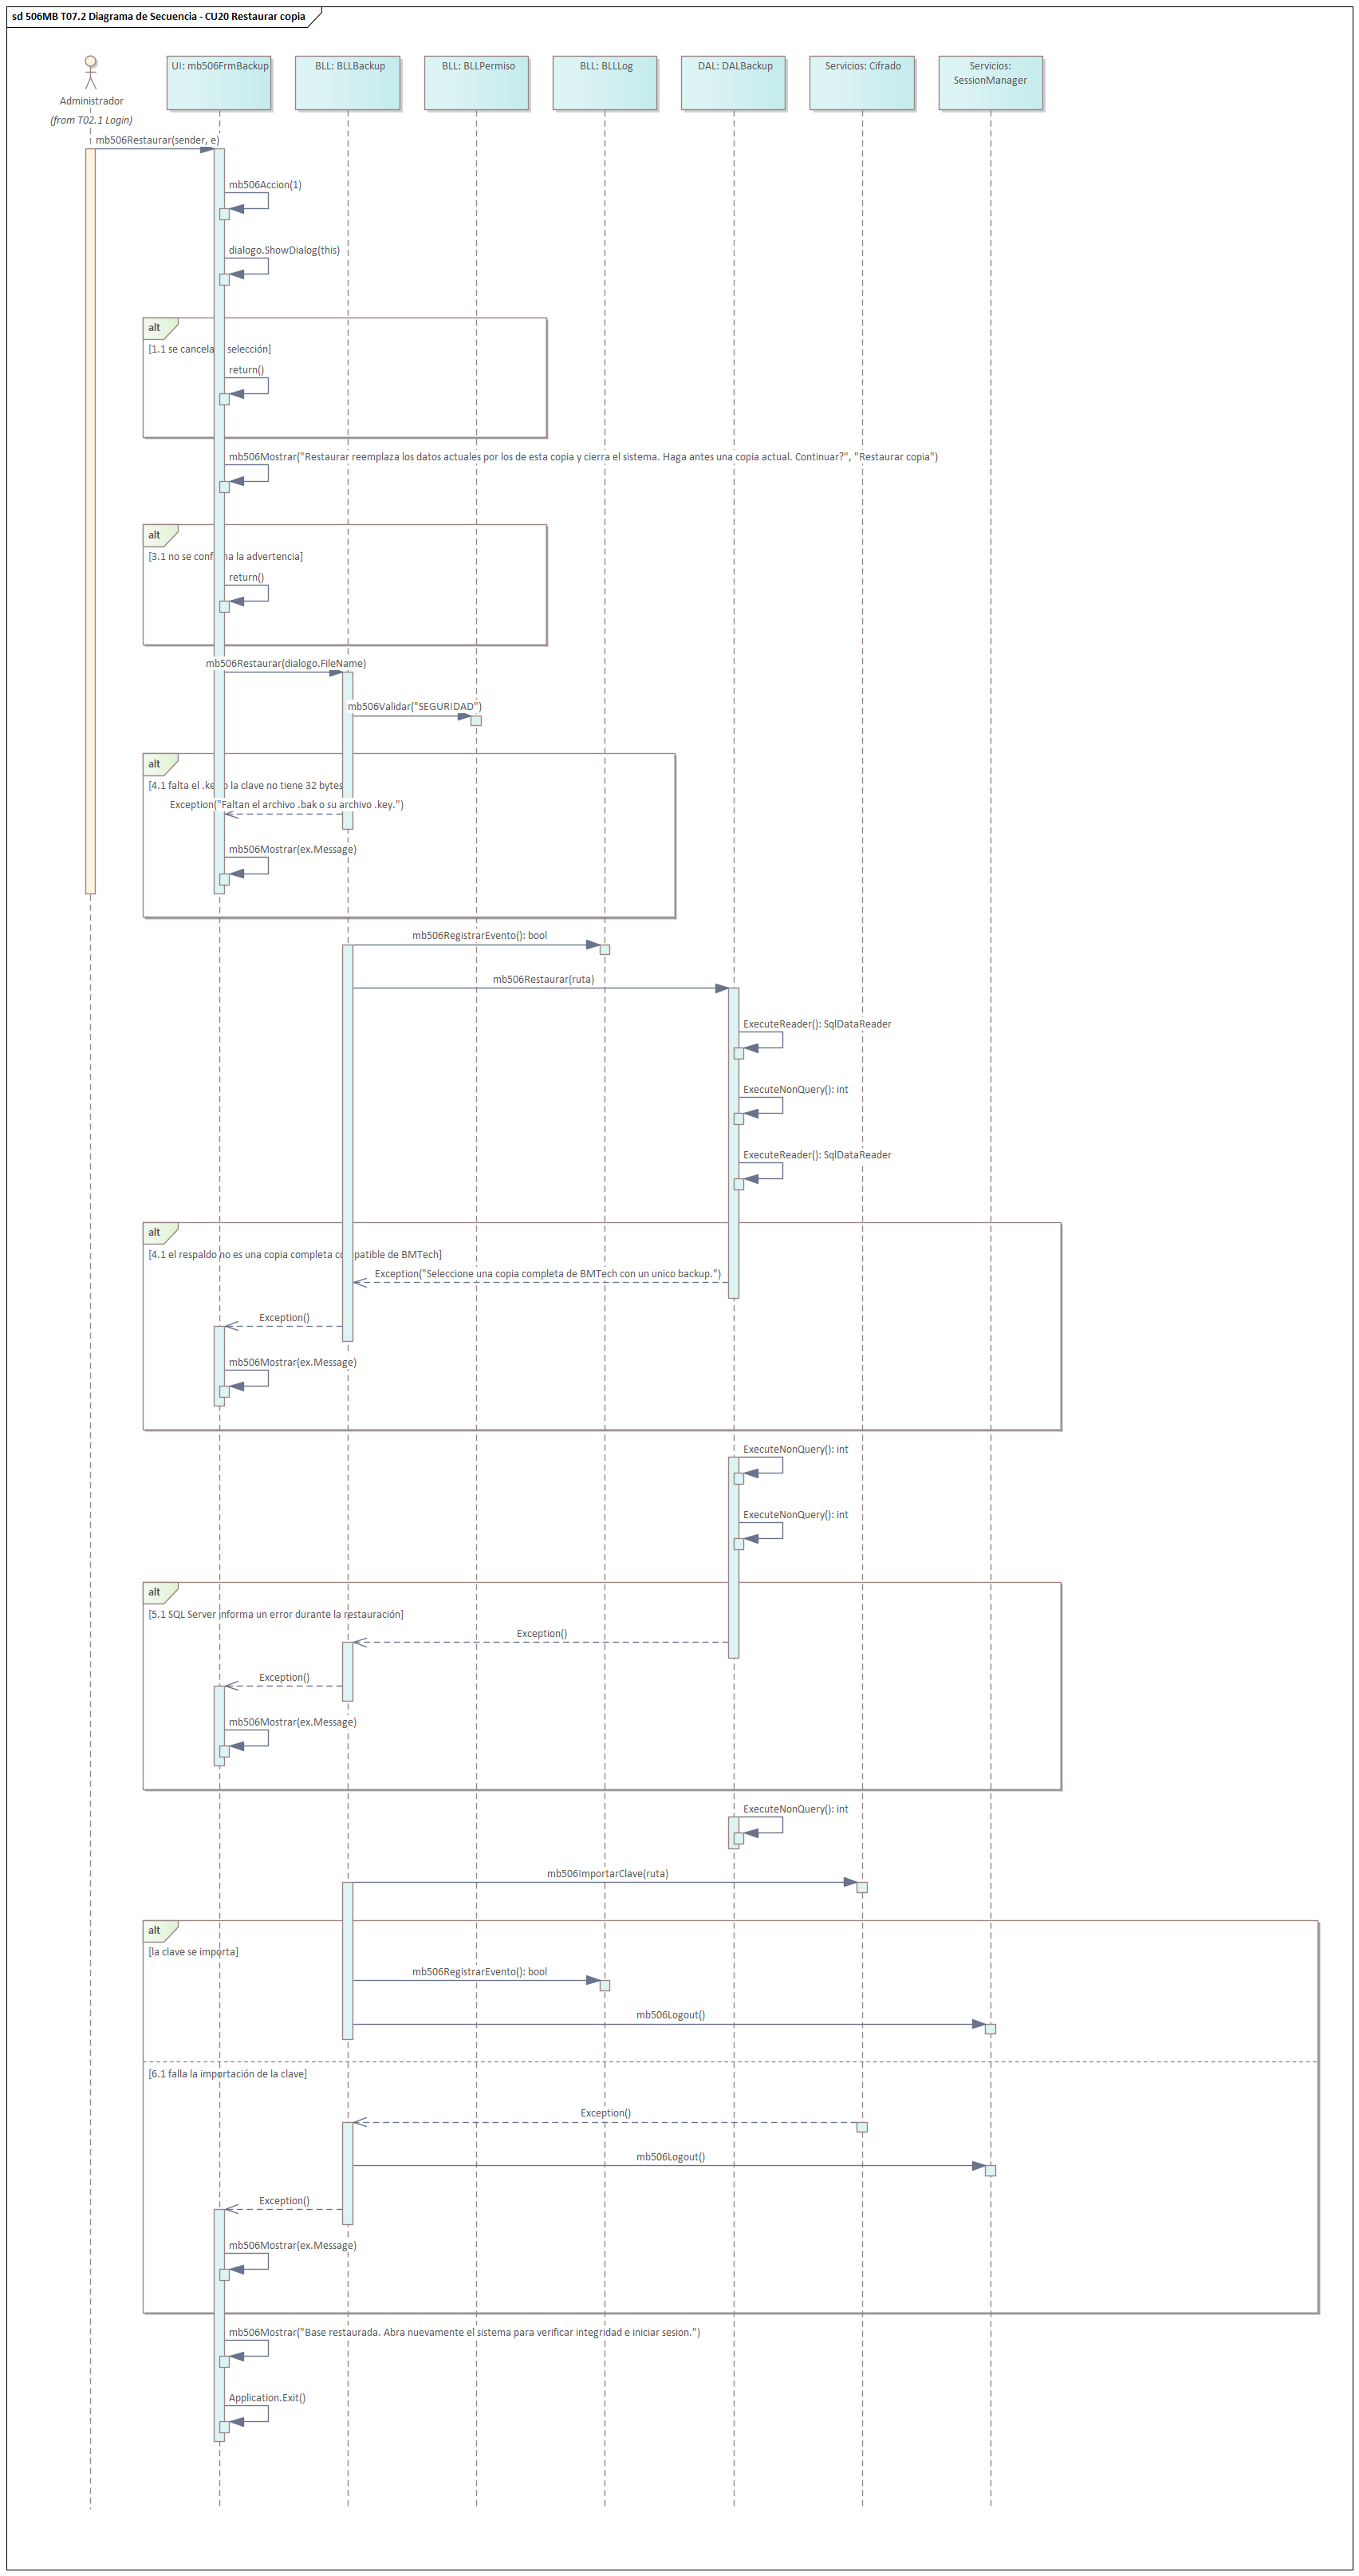 sd 506MB T07.2 Diagrama de Secuencia - CU20 Restaurar copia
Administrador
(from T02.1 Login)
UI: mb506FrmBackup
BLL: BLLBackup
BLL: BLLPermiso
BLL: BLLLog
DAL: DALBackup
Servicios: Cifrado
Servicios:
SessionManager
mb506Restaurar(sender, e)
mb506Accion(1)
dialogo.ShowDialog(this)
alt
[1.1 se cancela selección]
return()
mb506Mostrar("Restaurar reemplaza los datos actuales por los de esta copia y cierra el sistema. Haga antes una copia actual. Continuar?", "Restaurar copia")
alt
[3.1 no se confirma la advertencia]
return()
mb506Restaurar(dialogo.FileName)
mb506Validar("SEGURIDAD")
alt
[4.1 falta el .key o la clave no tiene 32 bytes
Exception("Faltan el archivo .bak o su archivo .key.")
mb506Mostrar(ex.Message)
mb506RegistrarEvento(): bool
mb506Restaurar(ruta)
ExecuteReader(): SqlDataReader
ExecuteNonQuery(): int
ExecuteReader(): SqlDataReader
alt
[4.1 el respaldo no es una copia completa compatible de BMTech]
Exception("Seleccione una copia completa de BMTech con un unico backup.")
Exception()
mb506Mostrar(ex.Message)
ExecuteNonQuery(): int
ExecuteNonQuery(): int
alt
[5.1 SQL Server informa un error durante la restauración]
Exception()
Exception()
mb506Mostrar(ex.Message)
ExecuteNonQuery(): int
mb506ImportarClave(ruta)
alt
[la clave se importa]
mb506RegistrarEvento(): bool
mb506Logout()
[6.1 falla la importación de la clave]
Exception()
mb506Logout()
Exception()
mb506Mostrar(ex.Message)
mb506Mostrar("Base restaurada. Abra nuevamente el sistema para verificar integridad e iniciar sesion.")
Application.Exit()